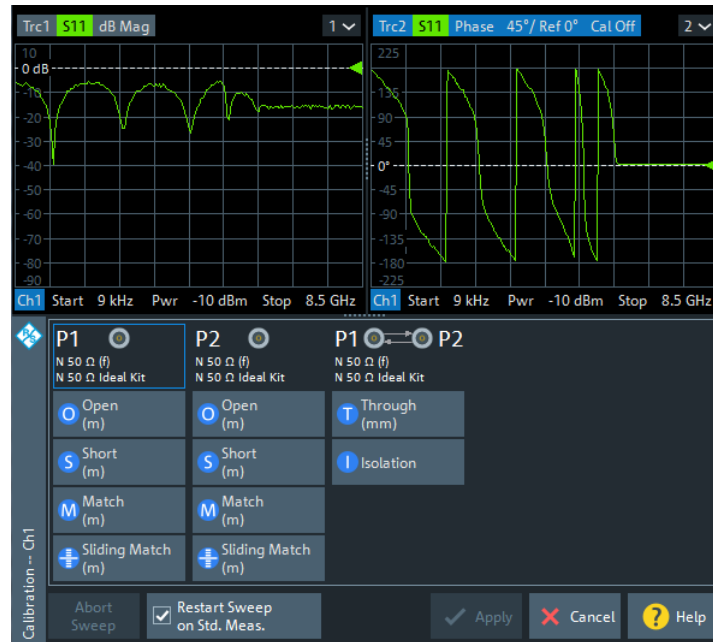 Trc1 S11 dB Mag 1
10
0 dB
-10
-20
-30
-40
-50
-60
-70
-80
-90
Ch1 Start 9 kHz Pwr -10 dBm Stop 8.5 GHz
Trc2 S11 Phase 45°/ Ref 0° Cal Off 2
225
135
90
45
0°
-45
-90
-135
-180
-225
Ch1 Start 9 kHz Pwr -10 dBm Stop 8.5 GHz
Calibration -- Ch1
P1
N 50 Ω (f)
N 50 Ω Ideal Kit
O Open
(m)
S Short
(m)
M Match
(m)
Sliding Match
(m)
P2
N 50 Ω (f)
N 50 Ω Ideal Kit
O Open
(m)
S Short
(m)
M Match
(m)
Sliding Match
(m)
P1 P2
N 50 Ω (f)
N 50 Ω Ideal Kit
T Through
(mm)
I Isolation
Abort
Sweep
Restart Sweep
on Std. Meas.
Apply
Cancel
? Help